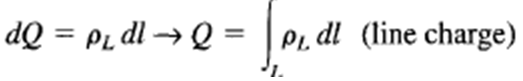 dQ = ρ_L dl → Q = ∫_L ρ_L dl (line charge)